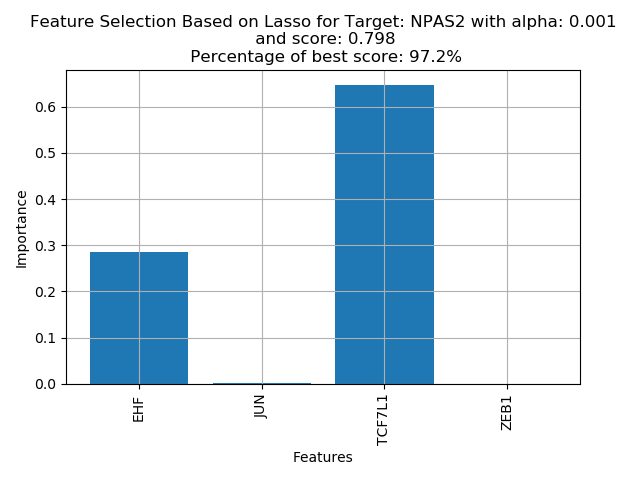 Feature Selection Based on Lasso for Target: NPAS2 with alpha: 0.001
and score: 0.798
Percentage of best score: 97.2%
0.6
0.5
0.4
0.3
0.2
0.1
0.0
Importance
EHF
JUN
TCF7L1
ZEB1
Features